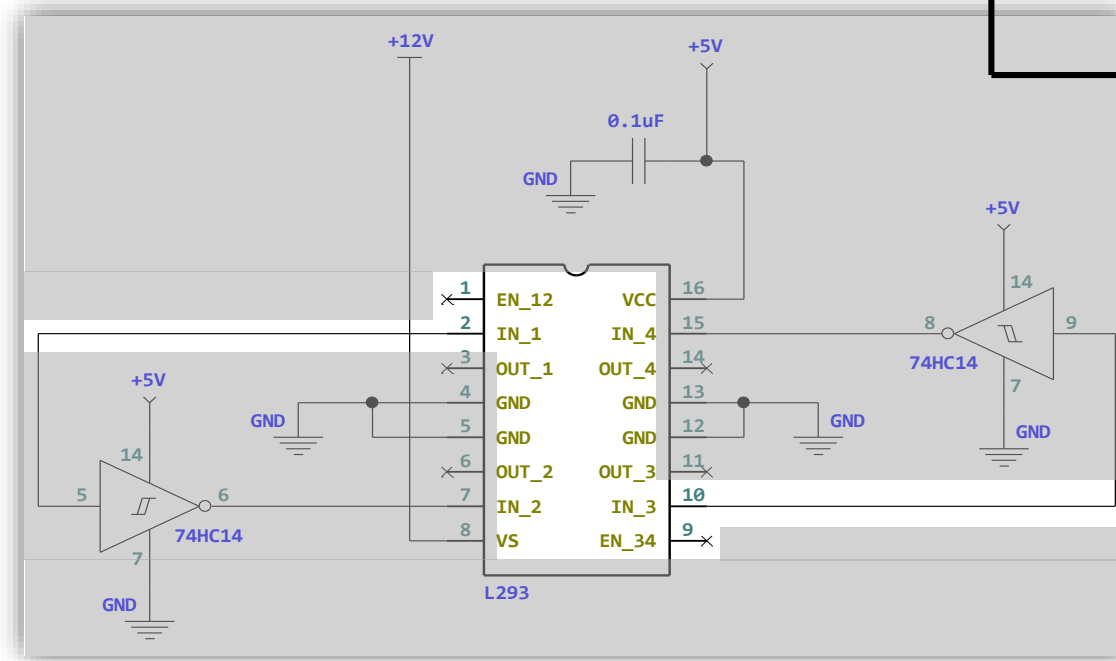 +12V
+5V
0.1uF
GND
+5V
14
8
9
74HC14
7
GND
1 EN_12 VCC 16
2 IN_1 IN_4 15
3 OUT_1 OUT_4 14
4 GND GND 13
5 GND GND 12
6 OUT_2 OUT_3 11
7 IN_2 IN_3 10
8 VS EN_34 9
L293
GND
GND
+5V
14
5
6
74HC14
7
GND